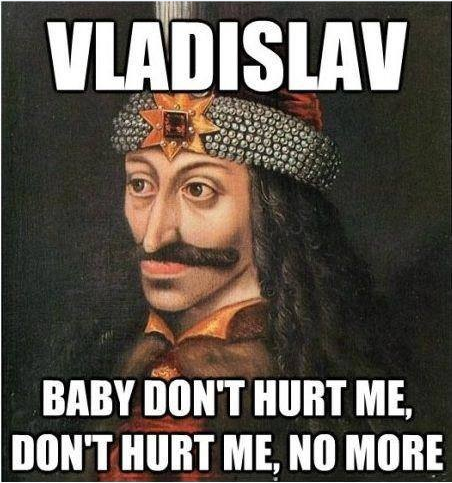 VLADISLAV
BABY DON'T HURT ME,
DON'T HURT ME, NO MORE